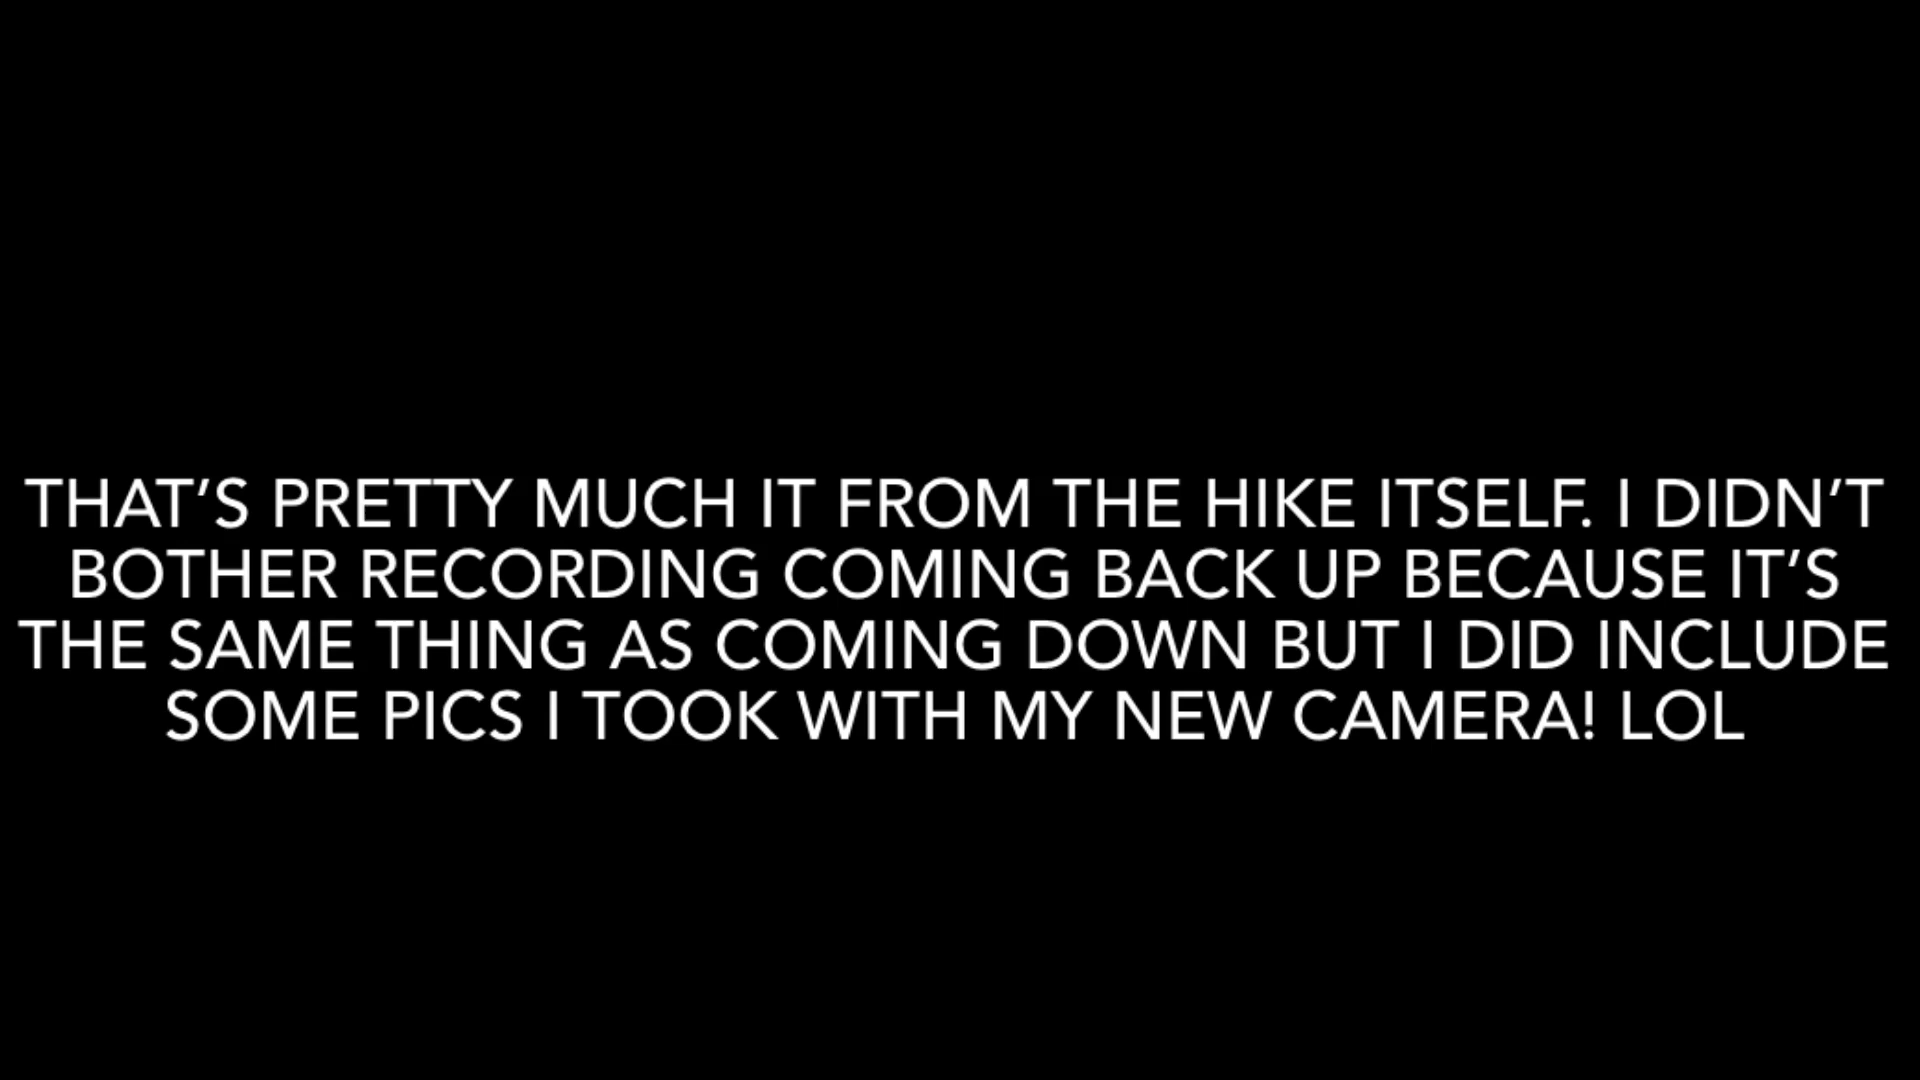 THAT’S PRETTY MUCH IT FROM THE HIKE ITSELF. I DIDN’T
BOTHER RECORDING COMING BACK UP BECAUSE IT’S
THE SAME THING AS COMING DOWN BUT I DID INCLUDE
SOME PICS I TOOK WITH MY NEW CAMERA! LOL